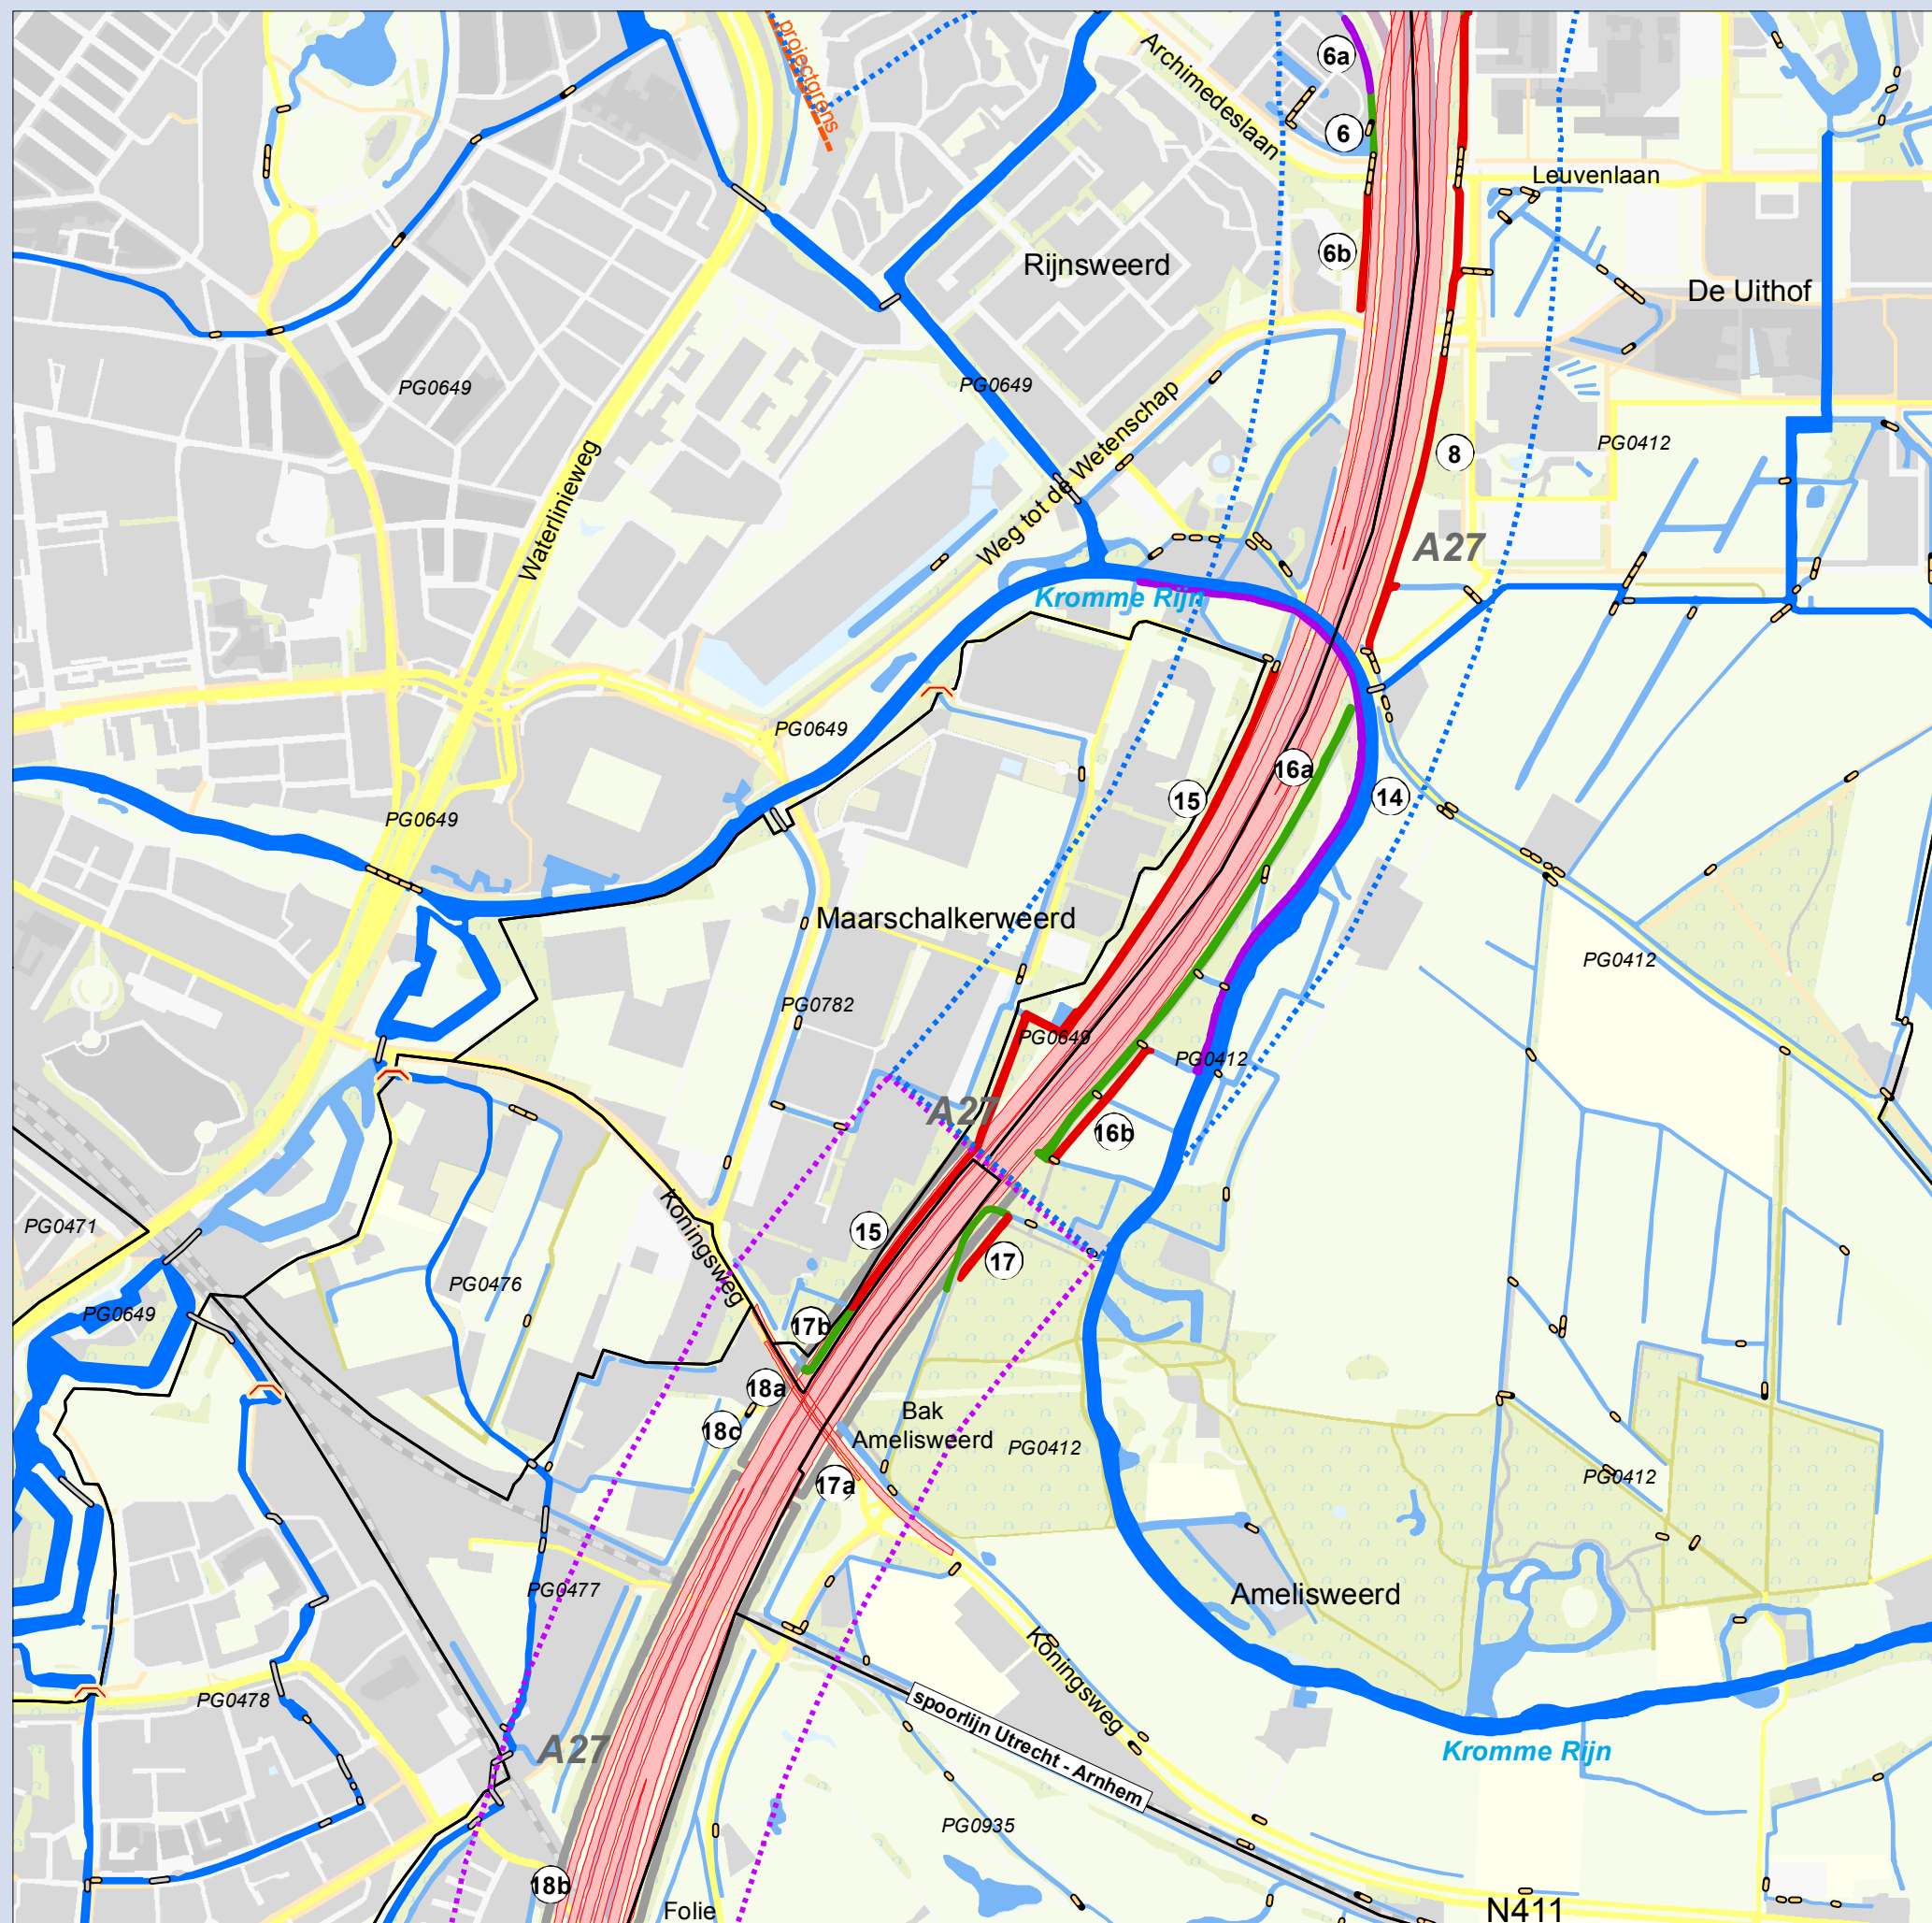 projectgrens
Archimedeslaan
6a
6
Leuvenlaan
6b
Rijnsweerd
De Uithof
PG0649
PG0649
Weg tot de Wetenschap
PG0412
8
Waterlinieweg
A27
Kromme Rijn
PG0649
16a
15
14
PG0649
Maarschalkerweerd
PG0412
PG0782
PG0649
PG0412
A27
16b
Koningsweg
PG0471
15
17
PG0476
PG0649
17b
18a
Bak
Amelisweerd
18c
PG0412
PG0412
17a
PG0477
Amelisweerd
Koningsweg
PG0478
spoorlijn Utrecht - Arnhem
A27
Kromme Rijn
PG0935
18b
Folie
N411